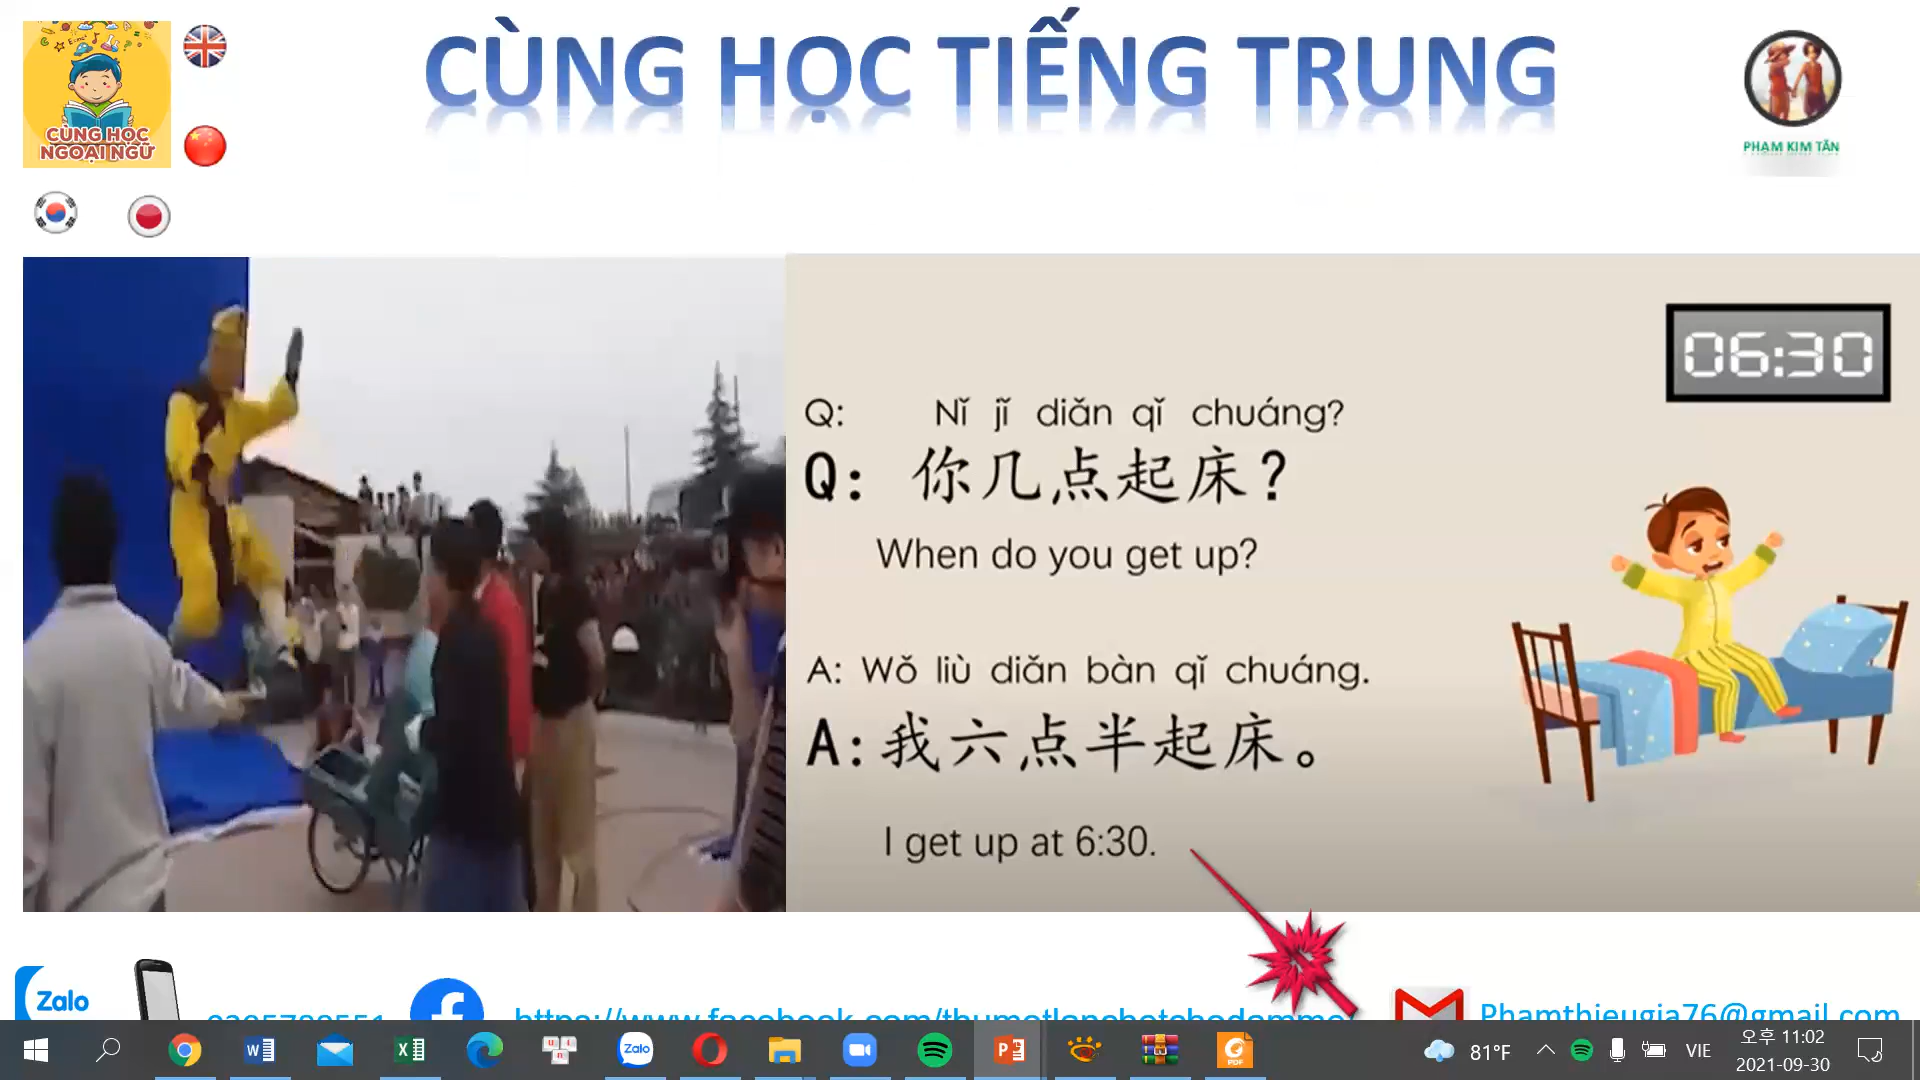 CÙNG HỌC TIẾNG TRUNG
CÙNG HỌC
NGOẠI NGỮ
PHẠM KIM TẤN
06:30
Q: Nǐ jǐ diǎn qǐ chuáng?
Q: 你几点起床?
When do you get up?
A: Wǒ liù diǎn bàn qǐ chuáng.
A: 我六点半起床。
I get up at 6:30.
Zalo
Phamthieugia76@gmail.com
Zalo
PDF
81°F
VIE
오후 11:02
2021-09-30